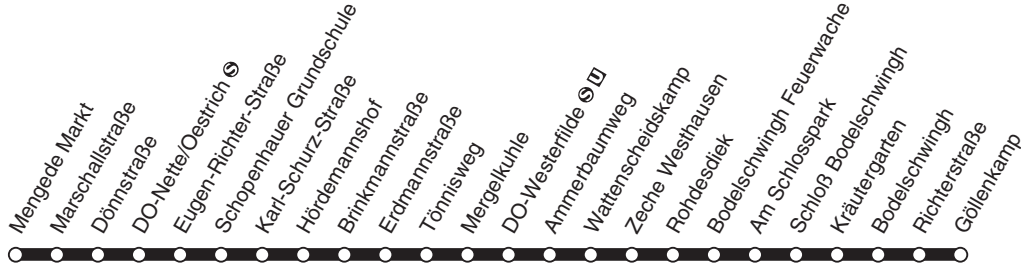 Mengede Markt
Marschallstraße
Dönnstraße
DO-Nette/Oestrich S
Eugen-Richter-Straße
Schopenhauer Grundschule
Karl-Schurz-Straße
Hördemannshof
Brinkmannstraße
Erdmannstraße
Tönnisweg
Mergelkuhle
DO-Westerfilde S U
Ammerbaumweg
Wattenscheidskamp
Zeche Westhausen
Rohdesdiek
Bodelschwingh Feuerwache
Am Schlosspark
Schloß Bodelschwingh
Kräutergarten
Bodelschwingh
Richterstraße
Göllenkamp